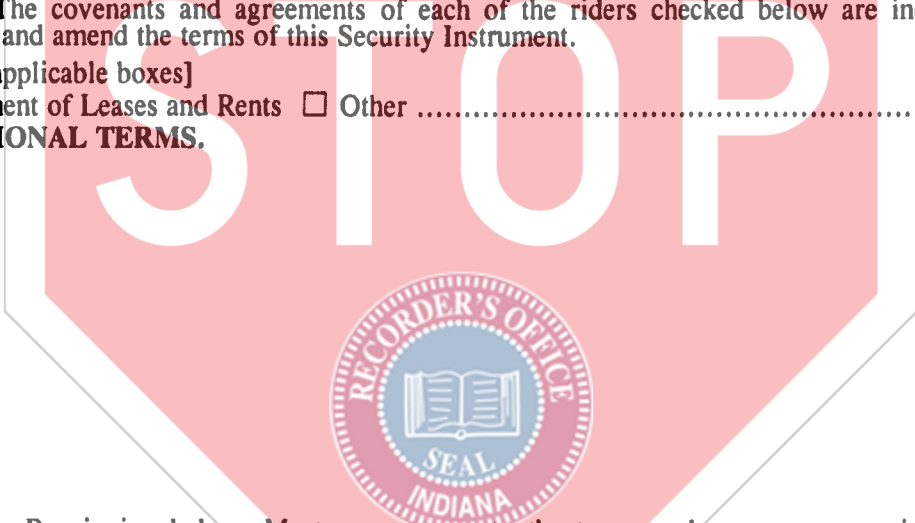 The covenants and agreements of each of the riders checked below are in
and amend the terms of this Security Instrument.
applicable boxes]
ent of Leases and Rents ☐ Other ........................................................................
IONAL TERMS.
STOP
RECORDER'S OFFICE
SEAL
INDIANA